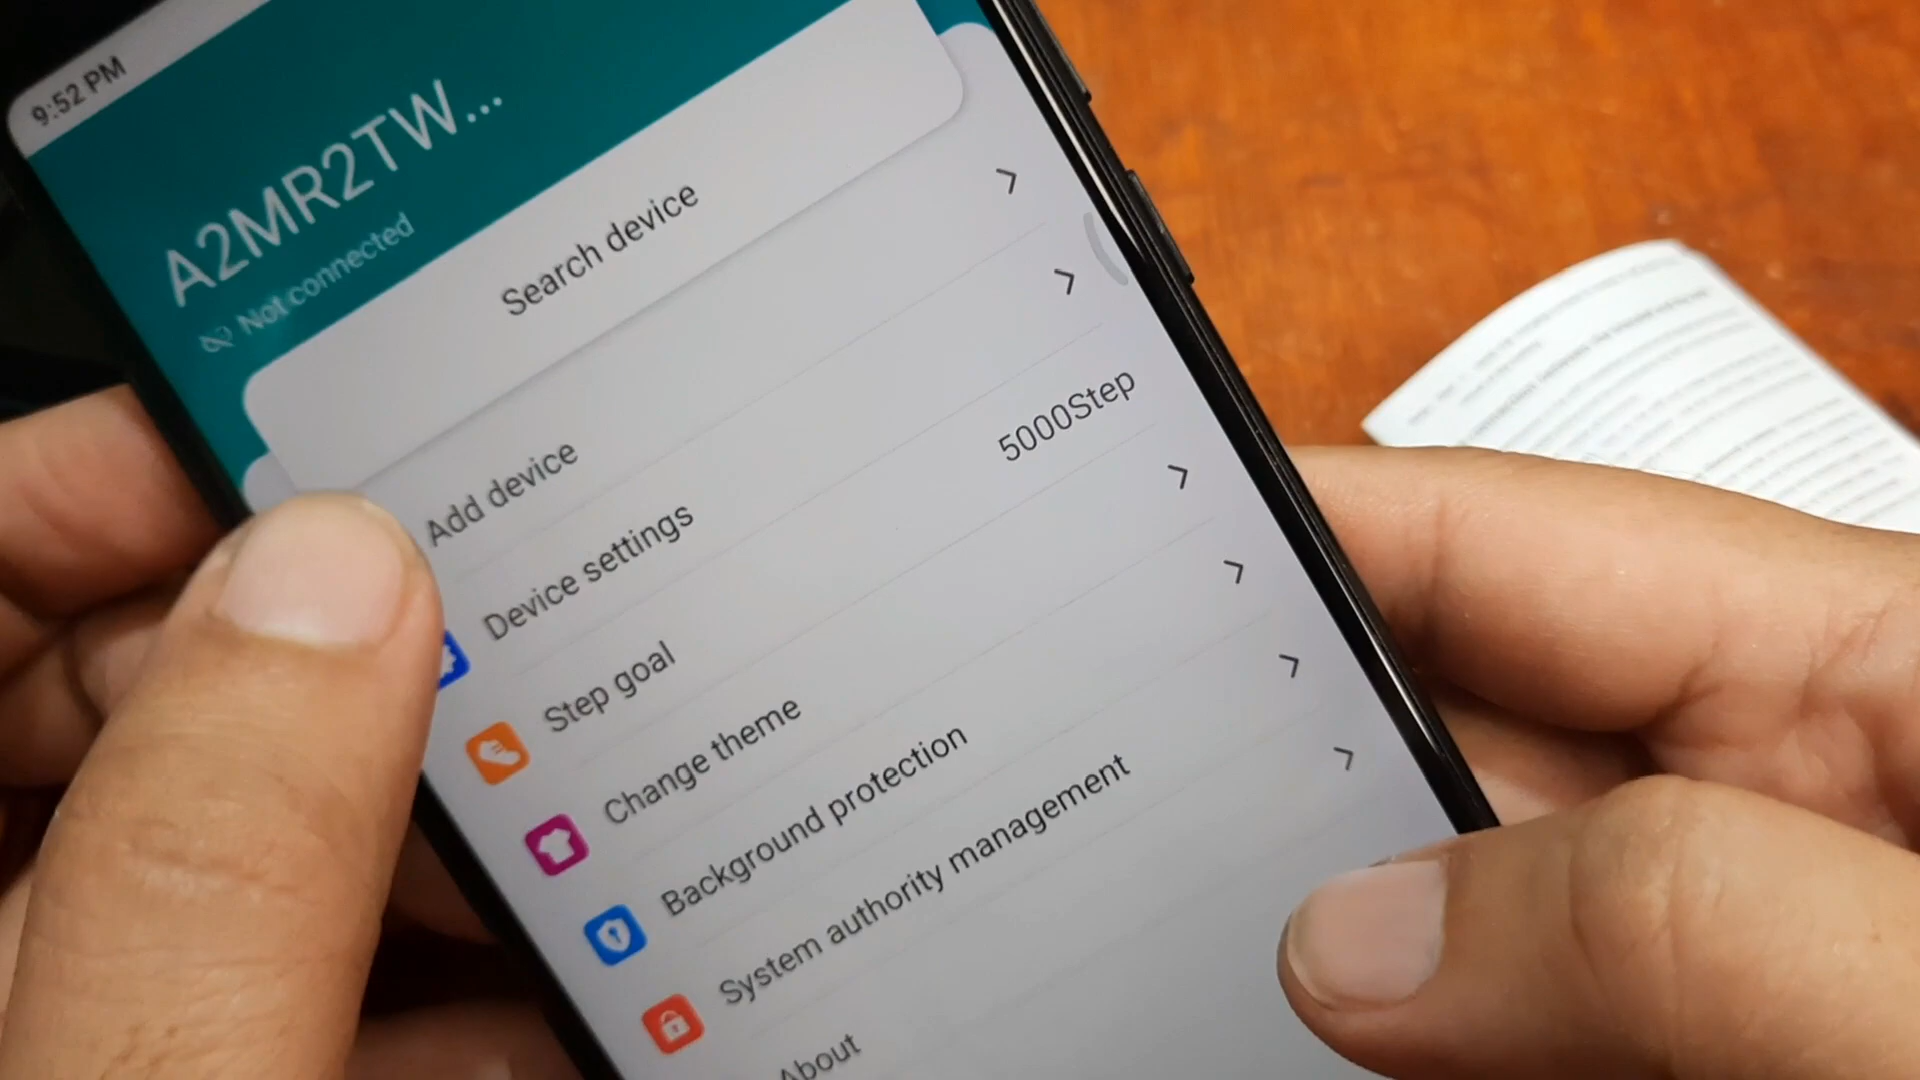 9:52 PM
A2MR2TW...
Not connected
Search device
Add device
Device settings
Step goal
5000Step
Change theme
Background protection
System authority management
About